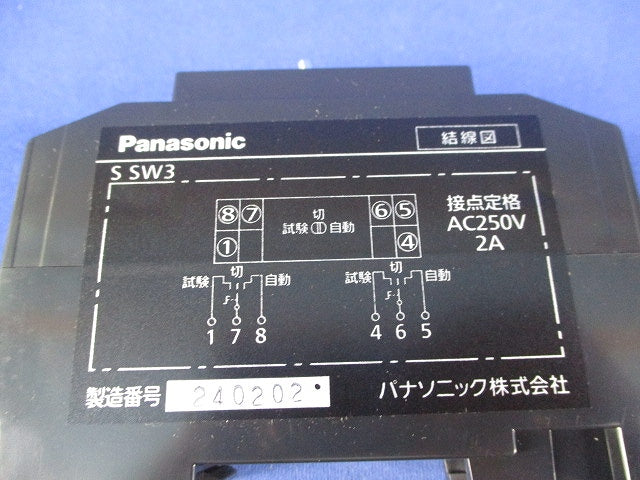 Panasonic
結線図
S SW3
⑧⑦ 切 ⑥⑤
試験 自動
① ④
接点定格
AC250V
2A
切 切
試験 自動 試験 自動
1 7 8 4 6 5
製造番号 240202
パナソニック株式会社